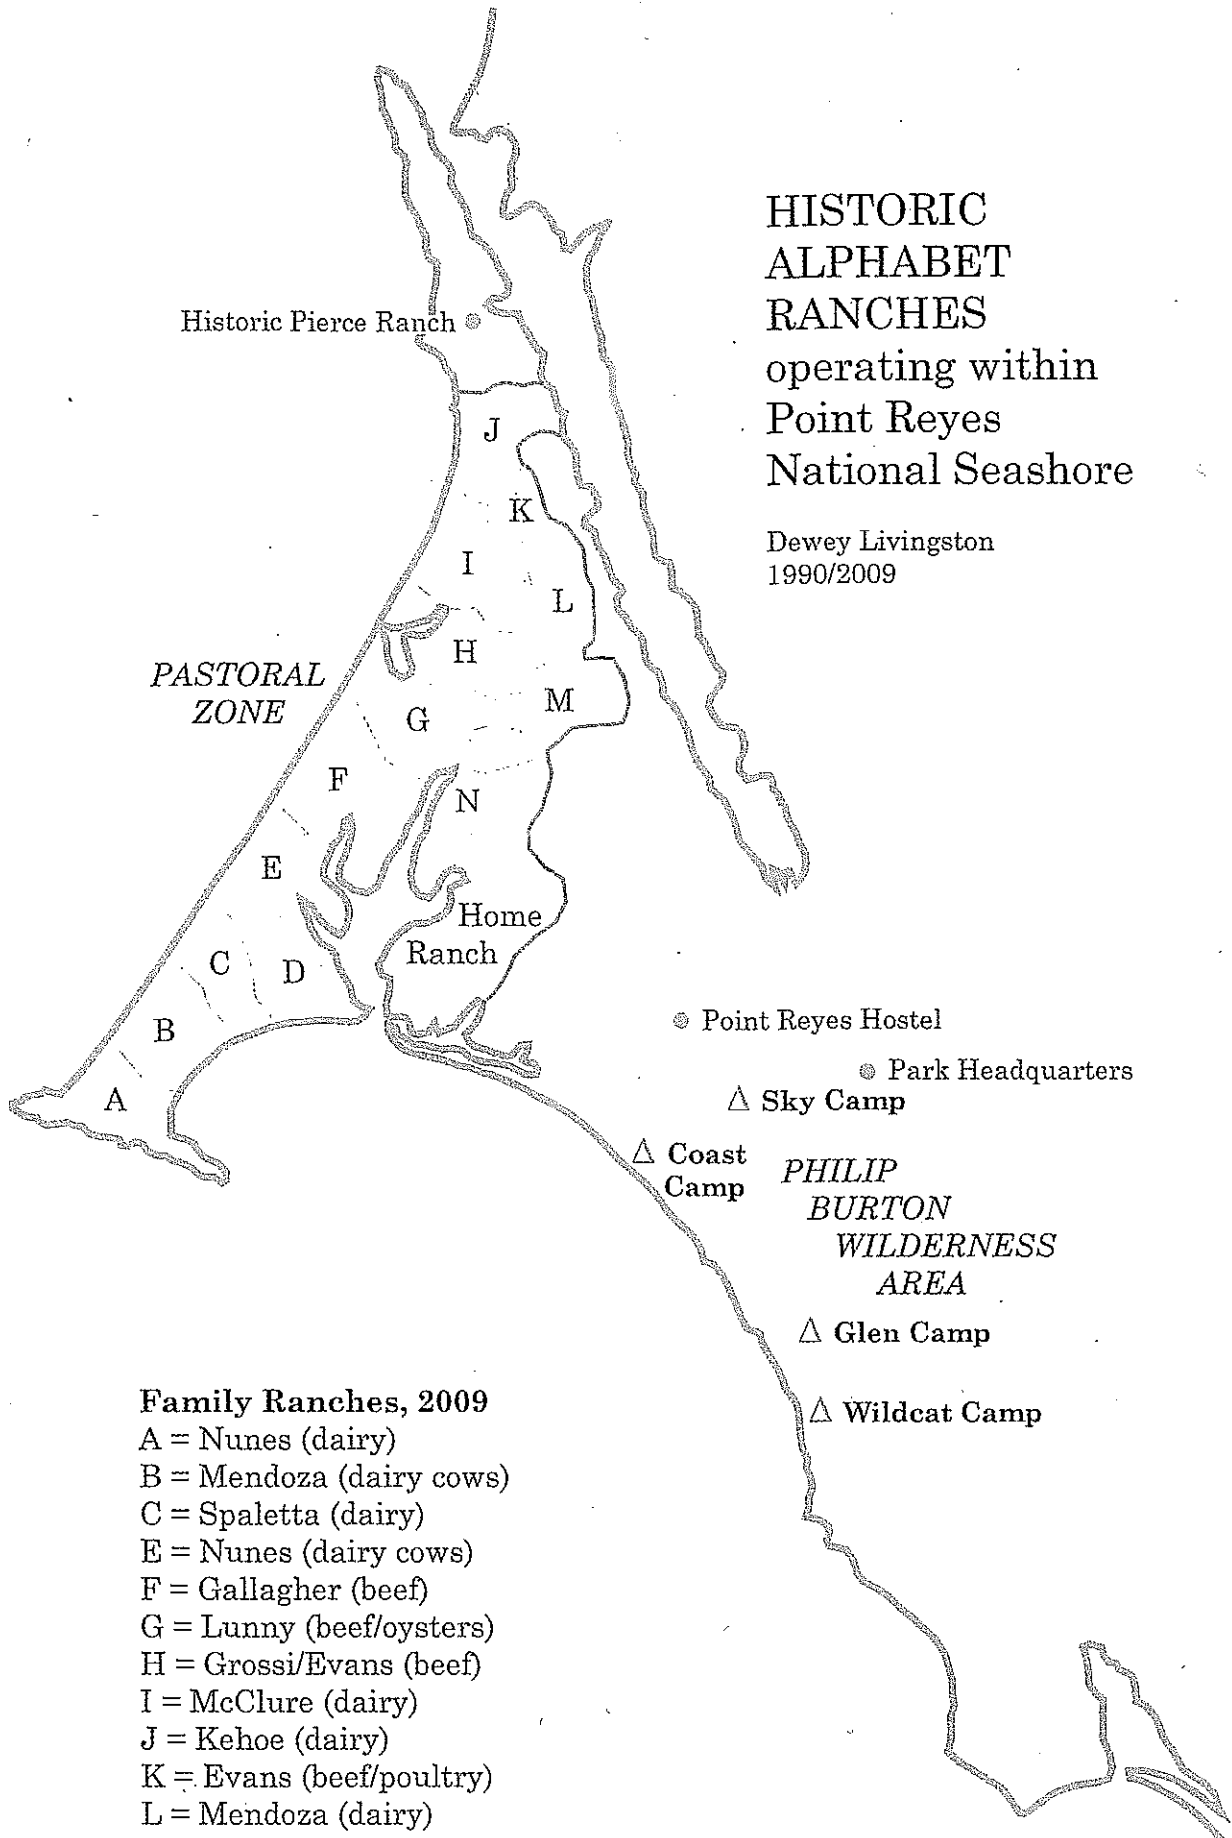 HISTORIC
ALPHABET
RANCHES
operating within
Point Reyes
National Seashore
Dewey Livingston
1990/2009
Historic Pierce Ranch
J
K
I
L
H
PASTORAL
ZONE
M
G
F
N
E
Home
Ranch
C
D
B
A
Point Reyes Hostel
Park Headquarters
Sky Camp
Coast
Camp
PHILIP
BURTON
WILDERNESS
AREA
Glen Camp
Wildcat Camp
Family Ranches, 2009
A = Nunes (dairy)
B = Mendoza (dairy cows)
C = Spaletta (dairy)
E = Nunes (dairy cows)
F = Gallagher (beef)
G = Lunny (beef/oysters)
H = Grossi/Evans (beef)
I = McClure (dairy)
J = Kehoe (dairy)
K = Evans (beef/poultry)
L = Mendoza (dairy)